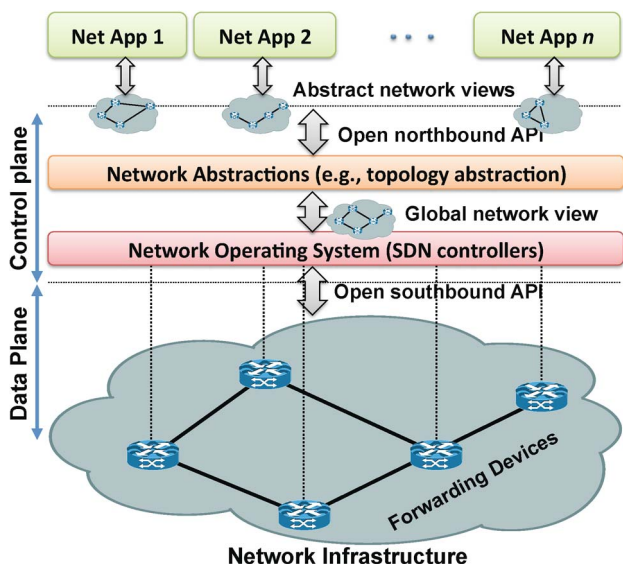 Net App 1
Net App 2
Net App n
Abstract network views
Open northbound API
Control plane
Network Abstractions (e.g., topology abstraction)
Global network view
Network Operating System (SDN controllers)
Open southbound API
Data Plane
Forwarding Devices
Network Infrastructure